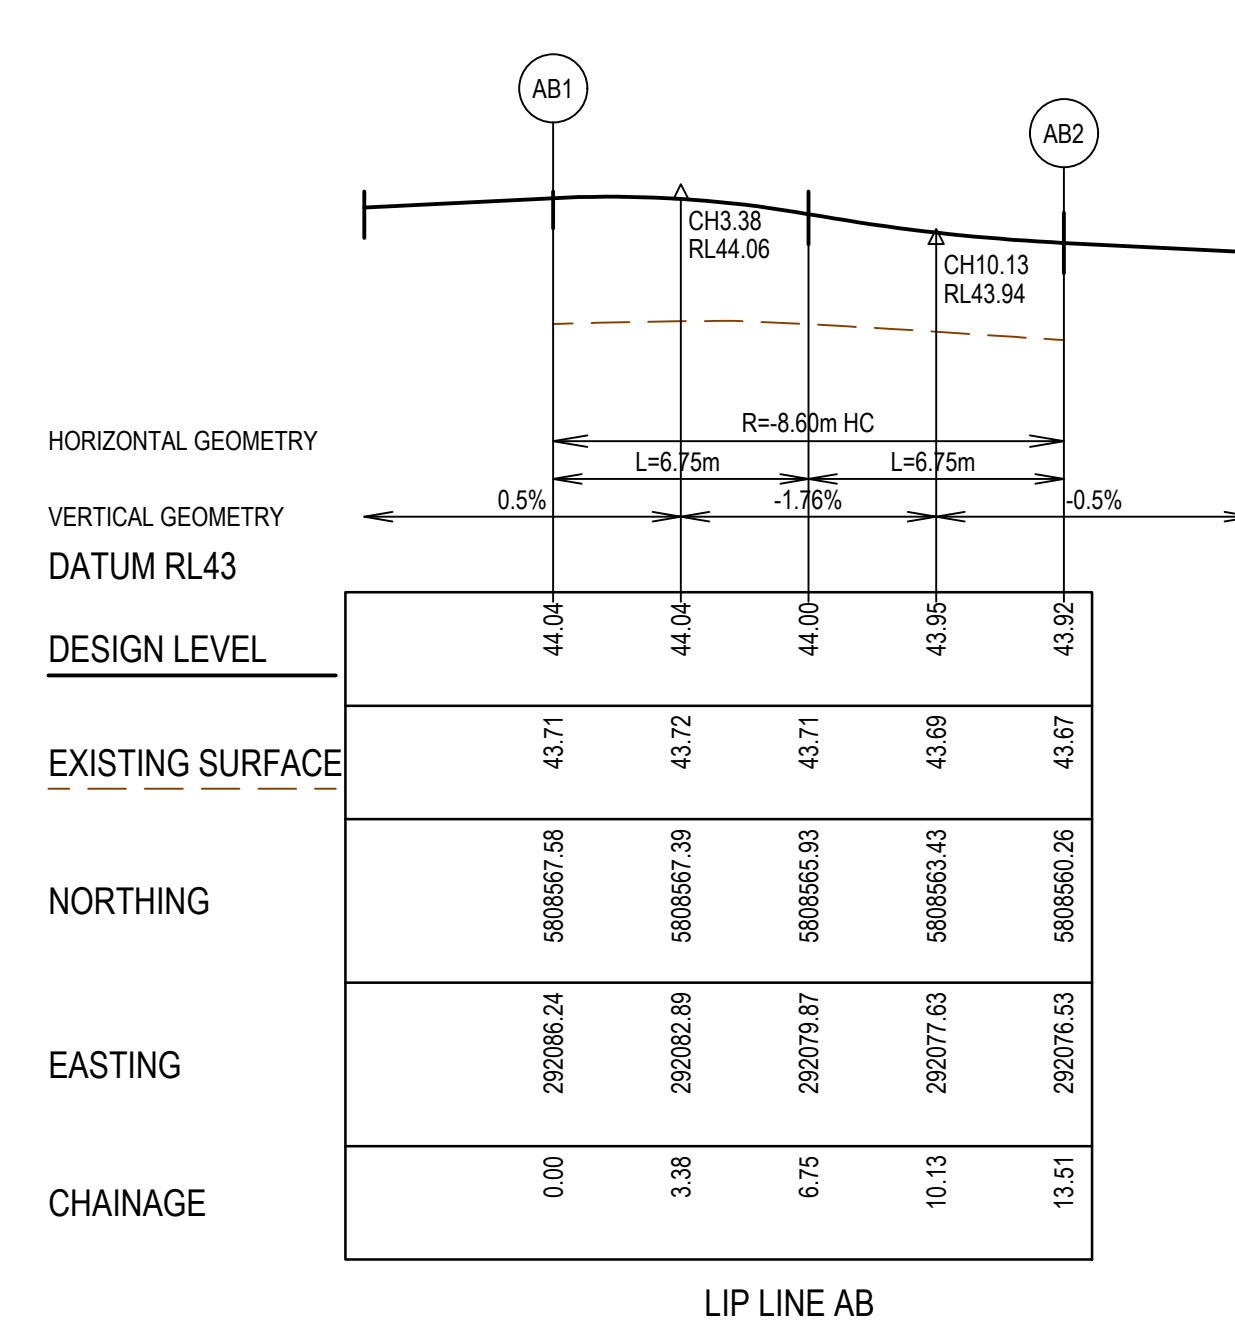 AB1
AB2
CH3.38
RL44.06
CH10.13
RL43.94
HORIZONTAL GEOMETRY
R=-8.60m HC
L=6.75m
L=6.75m
VERTICAL GEOMETRY
0.5%
-1.76%
-0.5%
DATUM RL43
DESIGN LEVEL
44.04
44.04
44.00
43.95
43.92
EXISTING SURFACE
43.71
43.72
43.71
43.69
43.67
NORTHING
5808567.58
5808567.39
5808565.93
5808563.43
5808560.26
EASTING
292086.24
292082.89
292079.87
292077.63
292076.53
CHAINAGE
0.00
3.38
6.75
10.13
13.51
LIP LINE AB